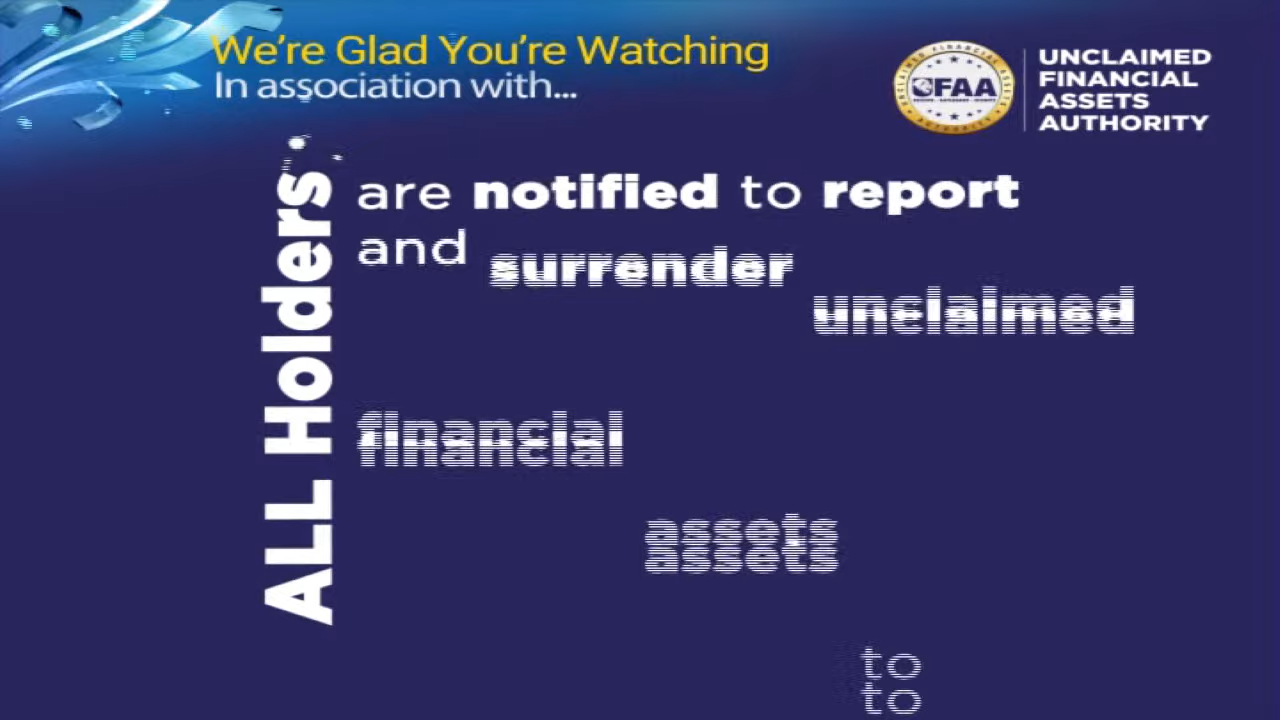 We're Glad You're Watching
In association with...
UFAA
UNCLAIMED
FINANCIAL
ASSETS
AUTHORITY
ALL Holders
are notified to report
and surrender
unclaimed
financial
assets
to